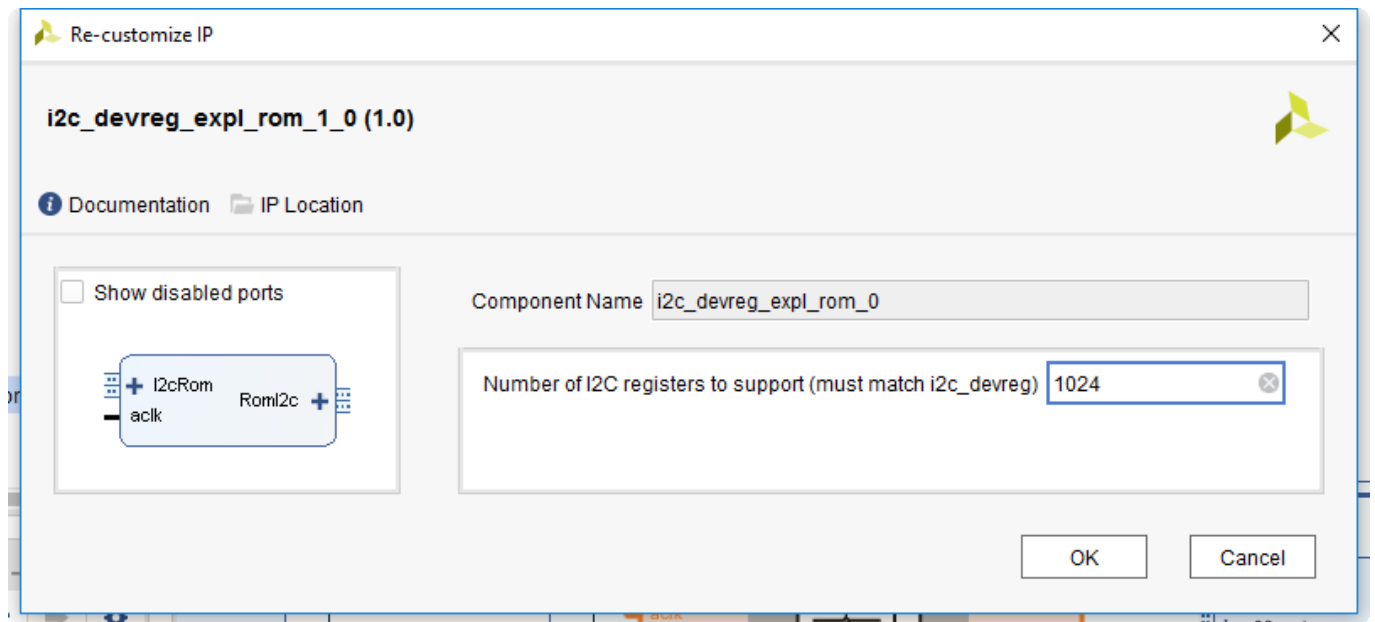 Re-customize IP
i2c_devreg_expl_rom_1_0 (1.0)
Documentation IP Location
Show disabled ports
Component Name i2c_devreg_expl_rom_0
I2cRom
RomI2c
aclk
Number of I2C registers to support (must match i2c_devreg) 1024
OK Cancel